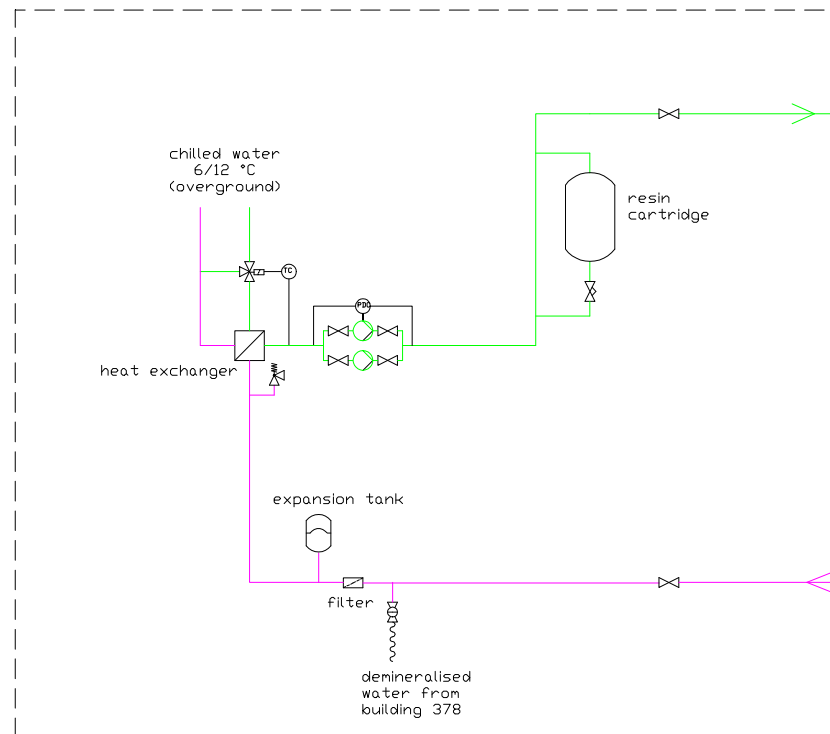 chilled water
6/12 °C
(overground)
resin
cartridge
TC
PDC
heat exchanger
expansion tank
filter
demineralised
water from
building 378